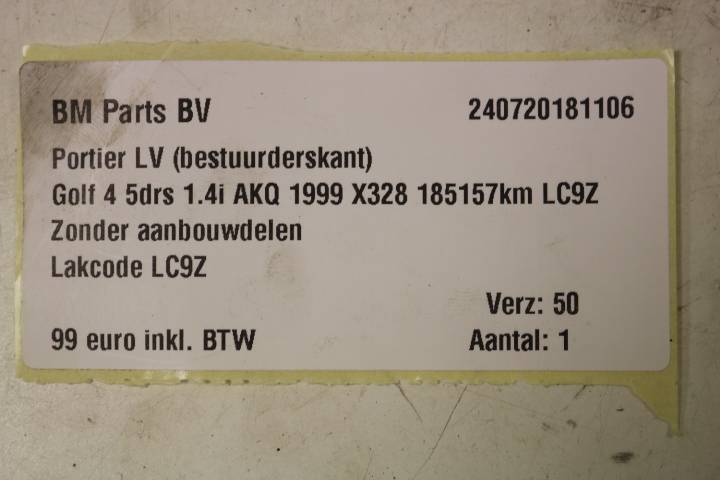 BM Parts BV 240720181106
Portier LV (bestuurderskant)
Golf 4 5drs 1.4i AKQ 1999 X328 185157km LC9Z
Zonder aanbouwdelen
Lakcode LC9Z
Verz: 50
99 euro inkl. BTW Aantal: 1